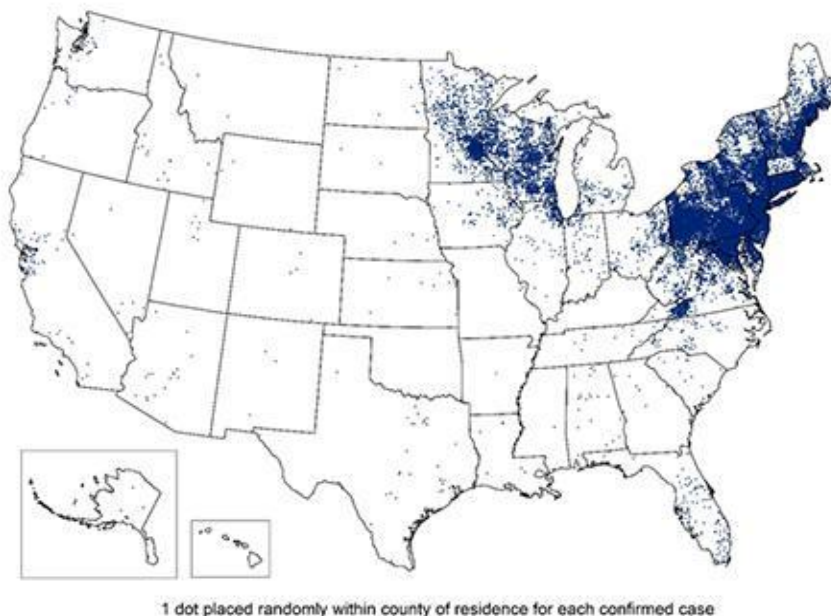 1 dot placed randomly within county of residence for each confirmed case